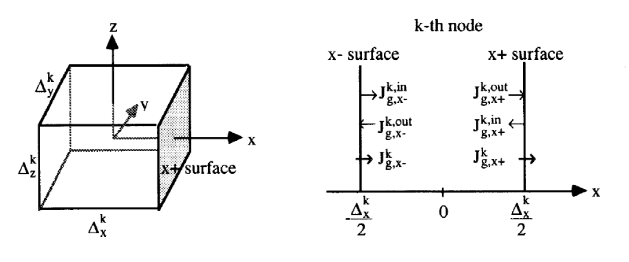 z
Δ_y^k
y
x
Δ_z^k
x+ surface
Δ_x^k
k-th node
x- surface
x+ surface
J_{g,x-}^{k,in}
J_{g,x+}^{k,out}
J_{g,x-}^{k,out}
J_{g,x+}^{k,in}
J_{g,x-}^k
J_{g,x+}^k
x
-Δ_x^k/2
0
Δ_x^k/2